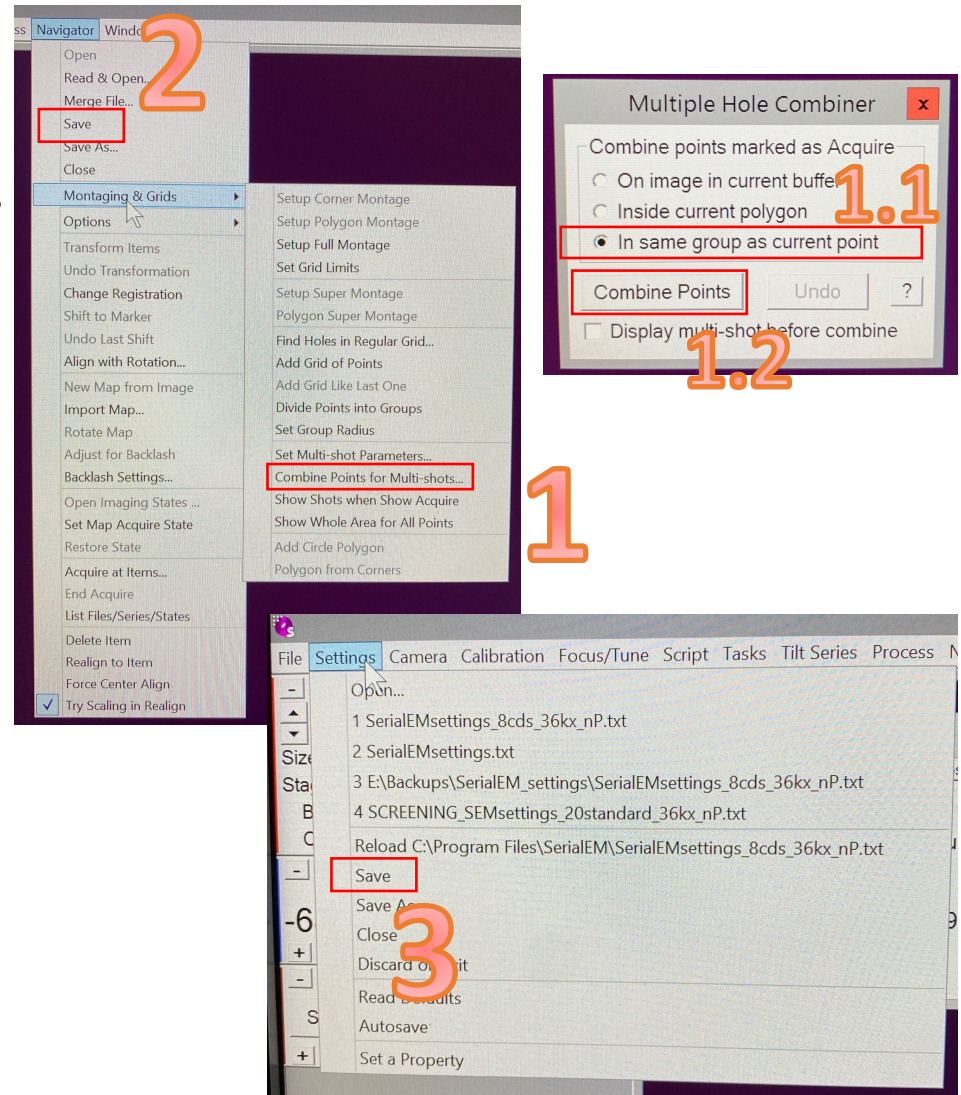 ss Navigator
2
Open
Read & Open...
Merge File...
Save
Save As...
Close
Montaging & Grids
Options
Transform Items
Undo Transformation
Change Registration
Shift to Marker
Undo Last Shift
Align with Rotation...
New Map from Image
Import Map...
Rotate Map
Adjust for Backlash
Backlash Settings...
Open Imaging States ...
Set Map Acquire State
Restore State
Acquire at Items...
End Acquire
List Files/Series/States
Delete Item
Realign to Item
Force Center Align
Try Scaling in Realign
Setup Corner Montage
Setup Polygon Montage
Setup Full Montage
Set Grid Limits
Setup Super Montage
Polygon Super Montage
Find Holes in Regular Grid...
Add Grid of Points
Add Grid Like Last One
Divide Points into Groups
Set Group Radius
Set Multi-shot Parameters...
Combine Points for Multi-shots...
Show Shots when Show Acquire
Show Whole Area for All Points
Add Circle Polygon
Polygon from Corners
1
Multiple Hole Combiner x
Combine points marked as Acquire
On image in current buffer
1.1
Inside current polygon
In same group as current point
Combine Points Undo ?
Display multi-shot before combine
1.2
File Settings Camera Calibration Focus/Tune Script Tasks Tilt Series Process
Open...
1 SerialEMsettings_8cds_36kx_nP.txt
2 SerialEMsettings.txt
3 E:\Backups\SerialEM_settings\SerialEMsettings_8cds_36kx_nP.txt
4 SCREENING_SEMsettings_20standard_36kx_nP.txt
Reload C:\Program Files\SerialEM\SerialEMsettings_8cds_36kx_nP.txt
Save
Save As
Close
3
Read Defaults
Autosave
Set a Property
-6